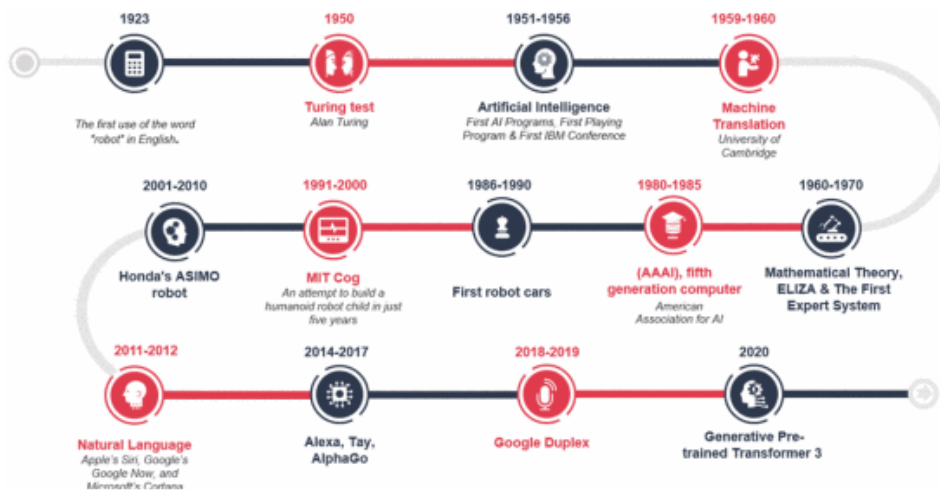 1923
1950
1951-1956
1959-1960
The first use of the word
"robot" in English.
Turing test
Alan Turing
Artificial Intelligence
First AI Programs, First Playing
Program & First IBM Conference
Machine
Translation
University of
Cambridge
2001-2010
1991-2000
1986-1990
1980-1985
1960-1970
Honda's ASIMO
robot
MIT Cog
An attempt to build a
humanoid robot child in just
five years
First robot cars
(AAAI), fifth
generation computer
American
Association for AI
Mathematical Theory,
ELIZA & The First
Expert System
2011-2012
2014-2017
2018-2019
2020
Natural Language
Apple's Siri, Google's
Google Now, and
Microsoft's Cortana
Alexa, Tay,
AlphaGo
Google Duplex
Generative Pre-
trained Transformer 3